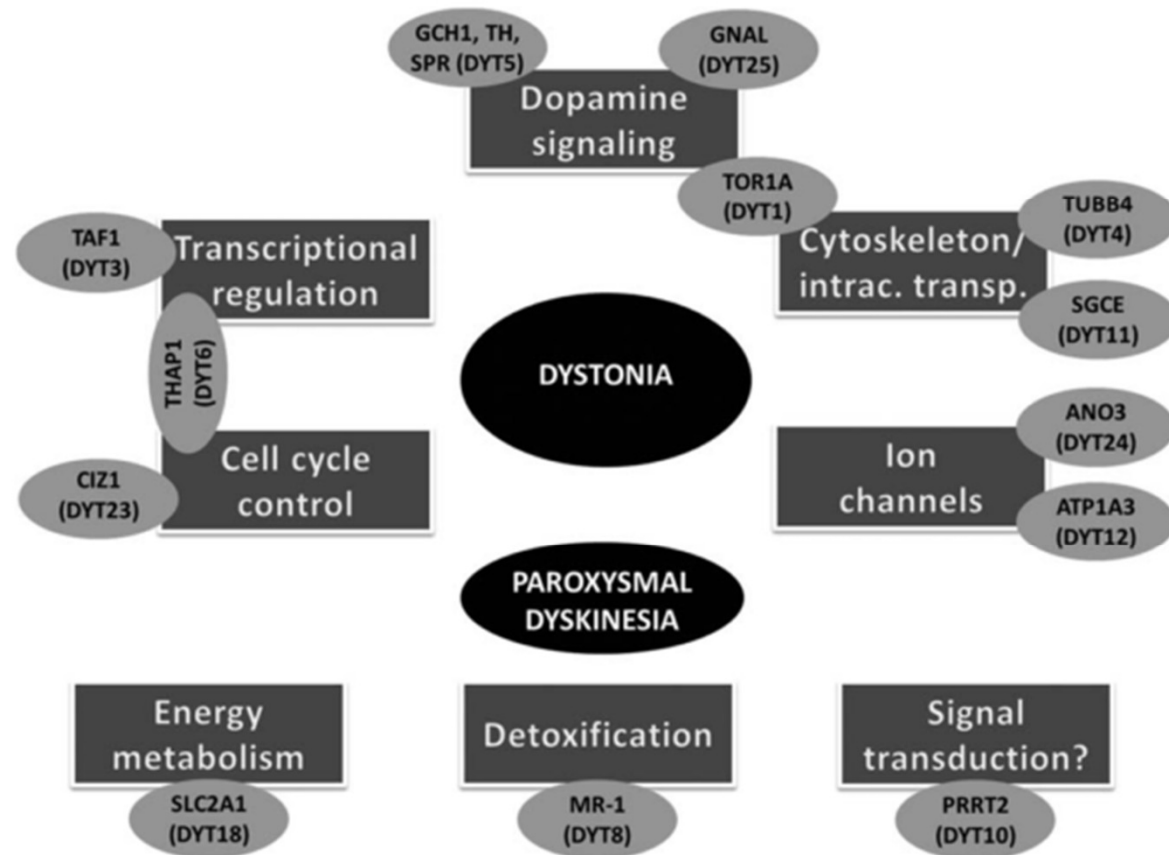 GCH1, TH,
SPR (DYT5)
GNAL
(DYT25)
Dopamine
signaling
TOR1A
(DYT1)
TUBB4
(DYT4)
Cytoskeleton/
intrac. transp.
SGCE
(DYT11)
TAF1
(DYT3)
Transcriptional
regulation
THAP1
(DYT6)
DYSTONIA
ANO3
(DYT24)
Ion
channels
ATP1A3
(DYT12)
Cell cycle
control
CIZ1
(DYT23)
PAROXYSMAL
DYSKINESIA
Energy
metabolism
SLC2A1
(DYT18)
Detoxification
MR-1
(DYT8)
Signal
transduction?
PRRT2
(DYT10)